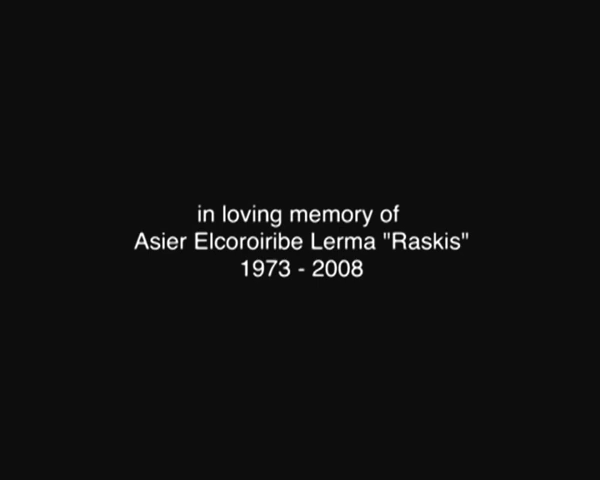 in loving memory of
Asier Elcoroiribe Lerma "Raskis"
1973 - 2008